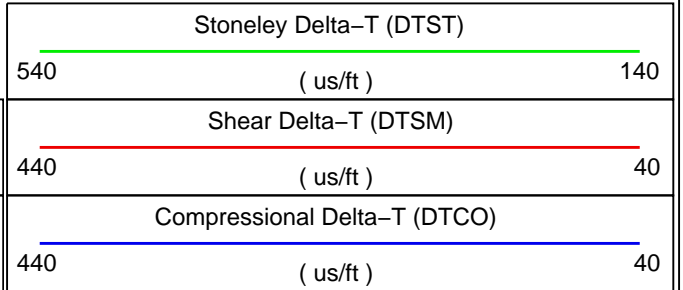 Stoneley Delta−T (DTST)
540 ( us/ft ) 140
Shear Delta−T (DTSM)
440 ( us/ft ) 40
Compressional Delta−T (DTCO)
440 ( us/ft ) 40